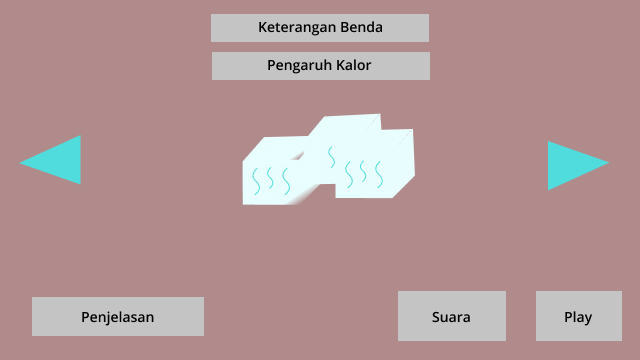 Keterangan Benda
Pengaruh Kalor
Penjelasan
Suara
Play